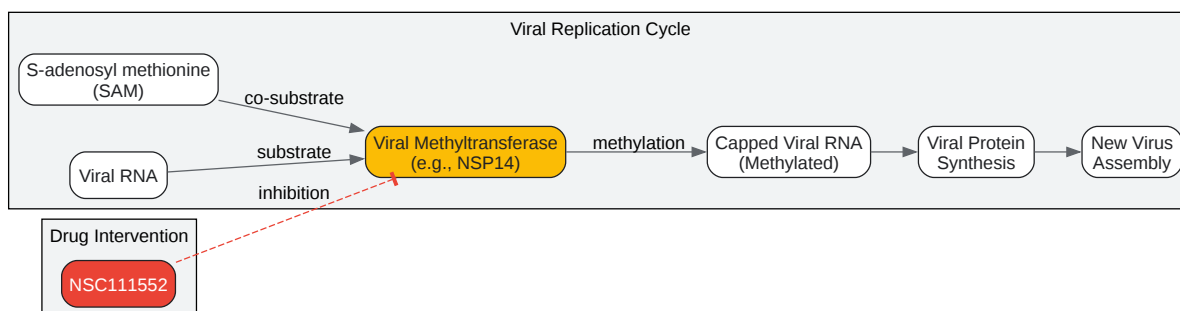 Viral Replication Cycle
S-adenosyl methionine
(SAM)
co-substrate
Viral RNA
substrate
Viral Methyltransferase
(e.g., NSP14)
methylation
Capped Viral RNA
(Methylated)
Viral Protein
Synthesis
New Virus
Assembly
inhibition
Drug Intervention
NSC111552